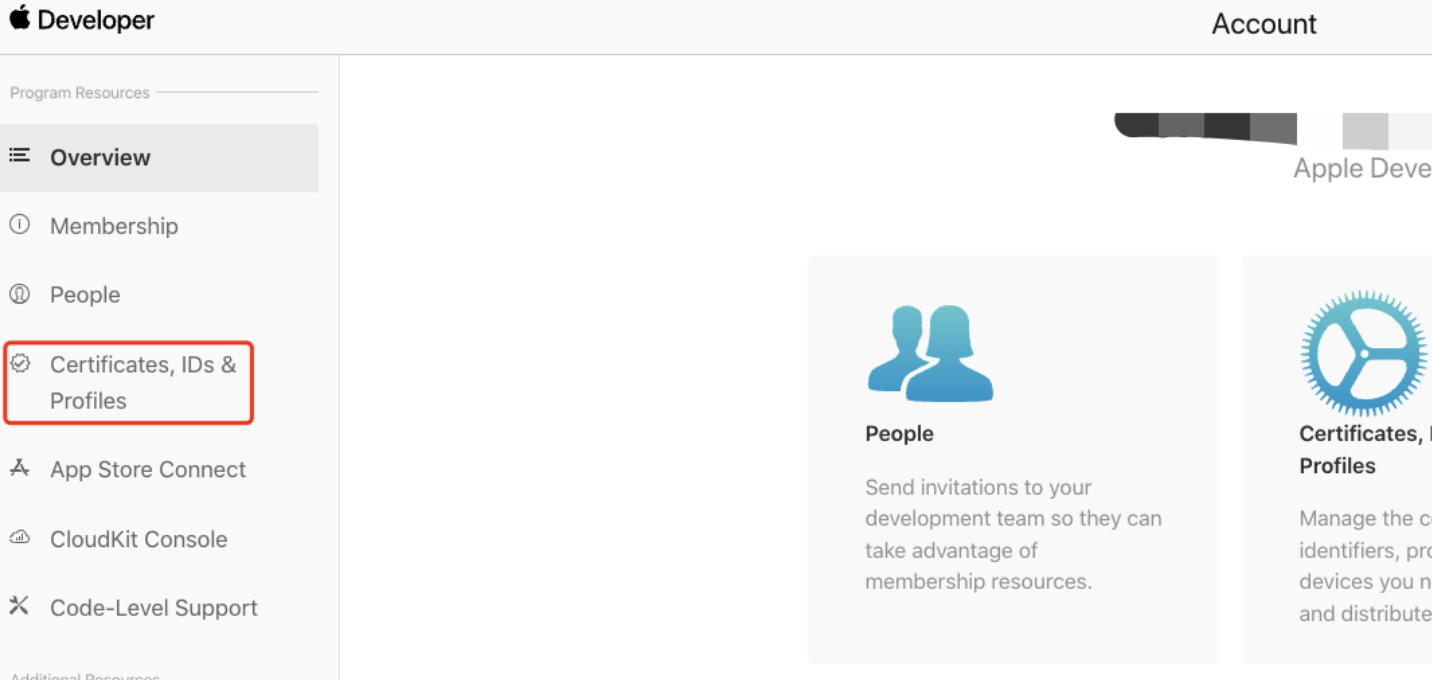 Developer
Account
Program Resources
Overview
Membership
People
Certificates, IDs &
Profiles
App Store Connect
CloudKit Console
Code-Level Support
Additional Resources
Apple Deve
People
Send invitations to your
development team so they can
take advantage of
membership resources.
Certificates,
Profiles
Manage the
identifiers,
devices you
and distribute